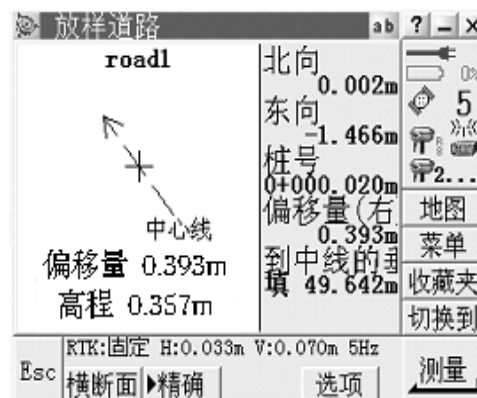 放样道路
ab ? – ×
road1
中心线
偏移量 0.393m
高程 0.357m
北向
0.002m
东向
-1.466m
桩号
0+000.020m
偏移量(右
0.393m
到中线的垂
填 49.642m
0%
5
2...
地图
菜单
收藏夹
切换到
RTK:固定 H:0.033m V:0.070m 5Hz
Esc
横断面
精确
选项
测量